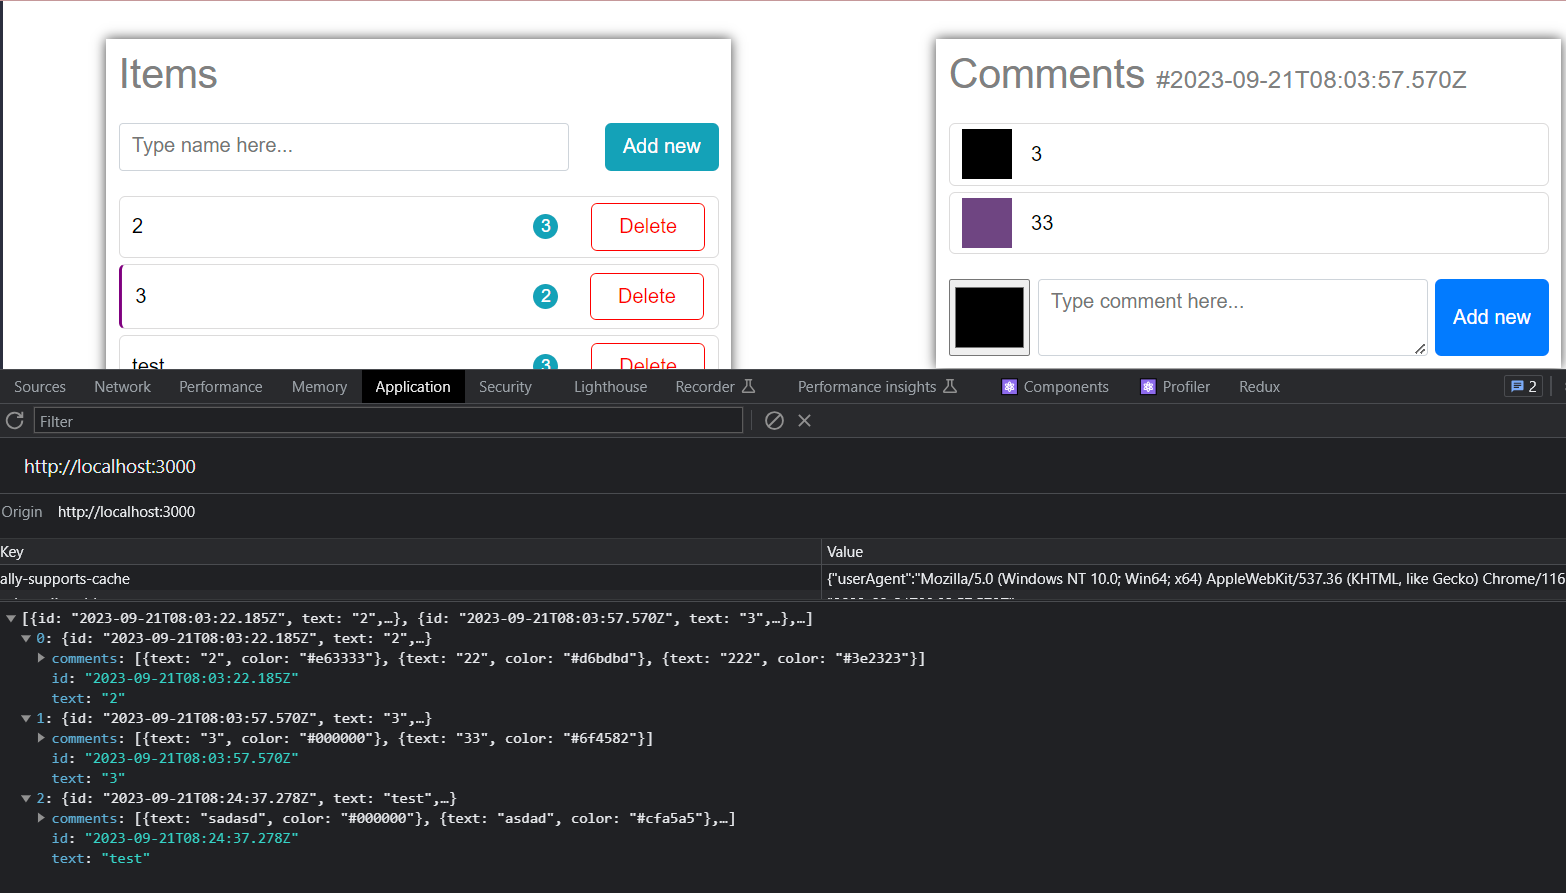 Items
Type name here...
Add new
2 3 Delete
3 2 Delete
test 3 Delete
Comments #2023-09-21T08:03:57.570Z
3
33
Type comment here...
Add new
Sources Network Performance Memory Application Security Lighthouse Recorder Performance insights Components Profiler Redux 2
Filter
http://localhost:3000
Origin http://localhost:3000
Key Value
ally-supports-cache {"userAgent":"Mozilla/5.0 (Windows NT 10.0; Win64; x64) AppleWebKit/537.36 (KHTML, like Gecko) Chrome/116
[{id: "2023-09-21T08:03:22.185Z", text: "2",…}, {id: "2023-09-21T08:03:57.570Z", text: "3",…},…]
0: {id: "2023-09-21T08:03:22.185Z", text: "2",…}
comments: [{text: "2", color: "#e63333"}, {text: "22", color: "#d6bdbd"}, {text: "222", color: "#3e2323"}]
id: "2023-09-21T08:03:22.185Z"
text: "2"
1: {id: "2023-09-21T08:03:57.570Z", text: "3",…}
comments: [{text: "3", color: "#000000"}, {text: "33", color: "#6f4582"}]
id: "2023-09-21T08:03:57.570Z"
text: "3"
2: {id: "2023-09-21T08:24:37.278Z", text: "test",…}
comments: [{text: "sadasd", color: "#000000"}, {text: "asdad", color: "#cfa5a5"},…]
id: "2023-09-21T08:24:37.278Z"
text: "test"